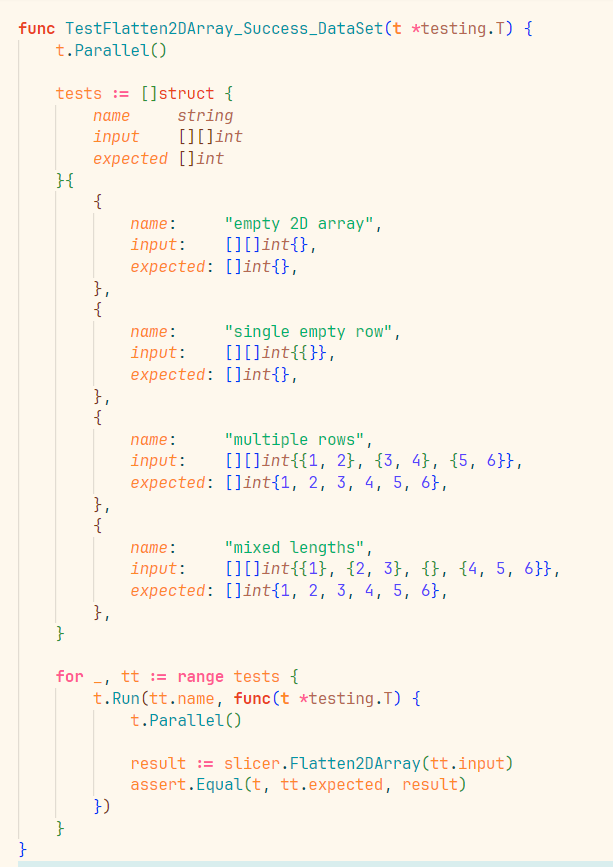 func TestFlatten2DArray_Success_DataSet(t *testing.T) {
    t.Parallel()

    tests := []struct {
        name     string
        input    [][]int
        expected []int
    }{
        {
            name:     "empty 2D array",
            input:    [][]int{},
            expected: []int{},
        },
        {
            name:     "single empty row",
            input:    [][]int{{}},
            expected: []int{},
        },
        {
            name:     "multiple rows",
            input:    [][]int{{1, 2}, {3, 4}, {5, 6}},
            expected: []int{1, 2, 3, 4, 5, 6},
        },
        {
            name:     "mixed lengths",
            input:    [][]int{{1}, {2, 3}, {}, {4, 5, 6}},
            expected: []int{1, 2, 3, 4, 5, 6},
        },
    }

    for _, tt := range tests {
        t.Run(tt.name, func(t *testing.T) {
            t.Parallel()

            result := slicer.Flatten2DArray(tt.input)
            assert.Equal(t, tt.expected, result)
        })
    }
}